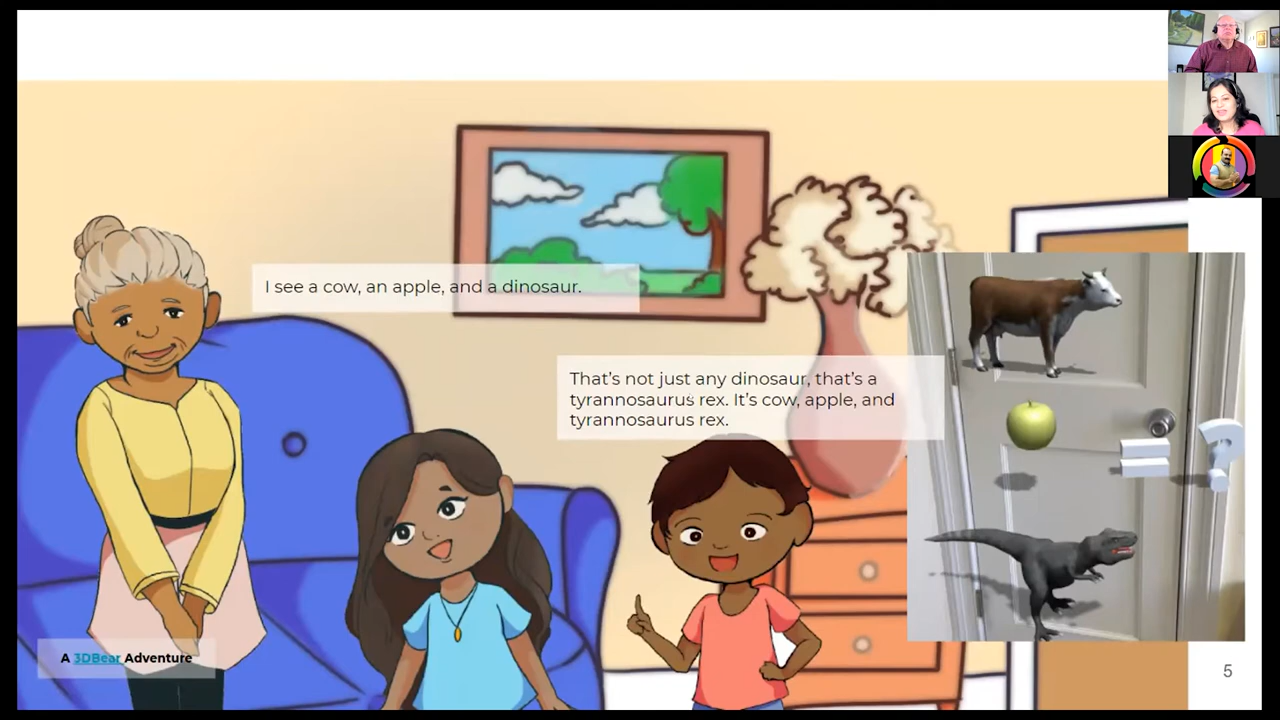 I see a cow, an apple, and a dinosaur.
That's not just any dinosaur, that's a
tyrannosaurus rex. It's cow, apple, and
tyrannosaurus rex.
= ?
A 3DBear Adventure
5